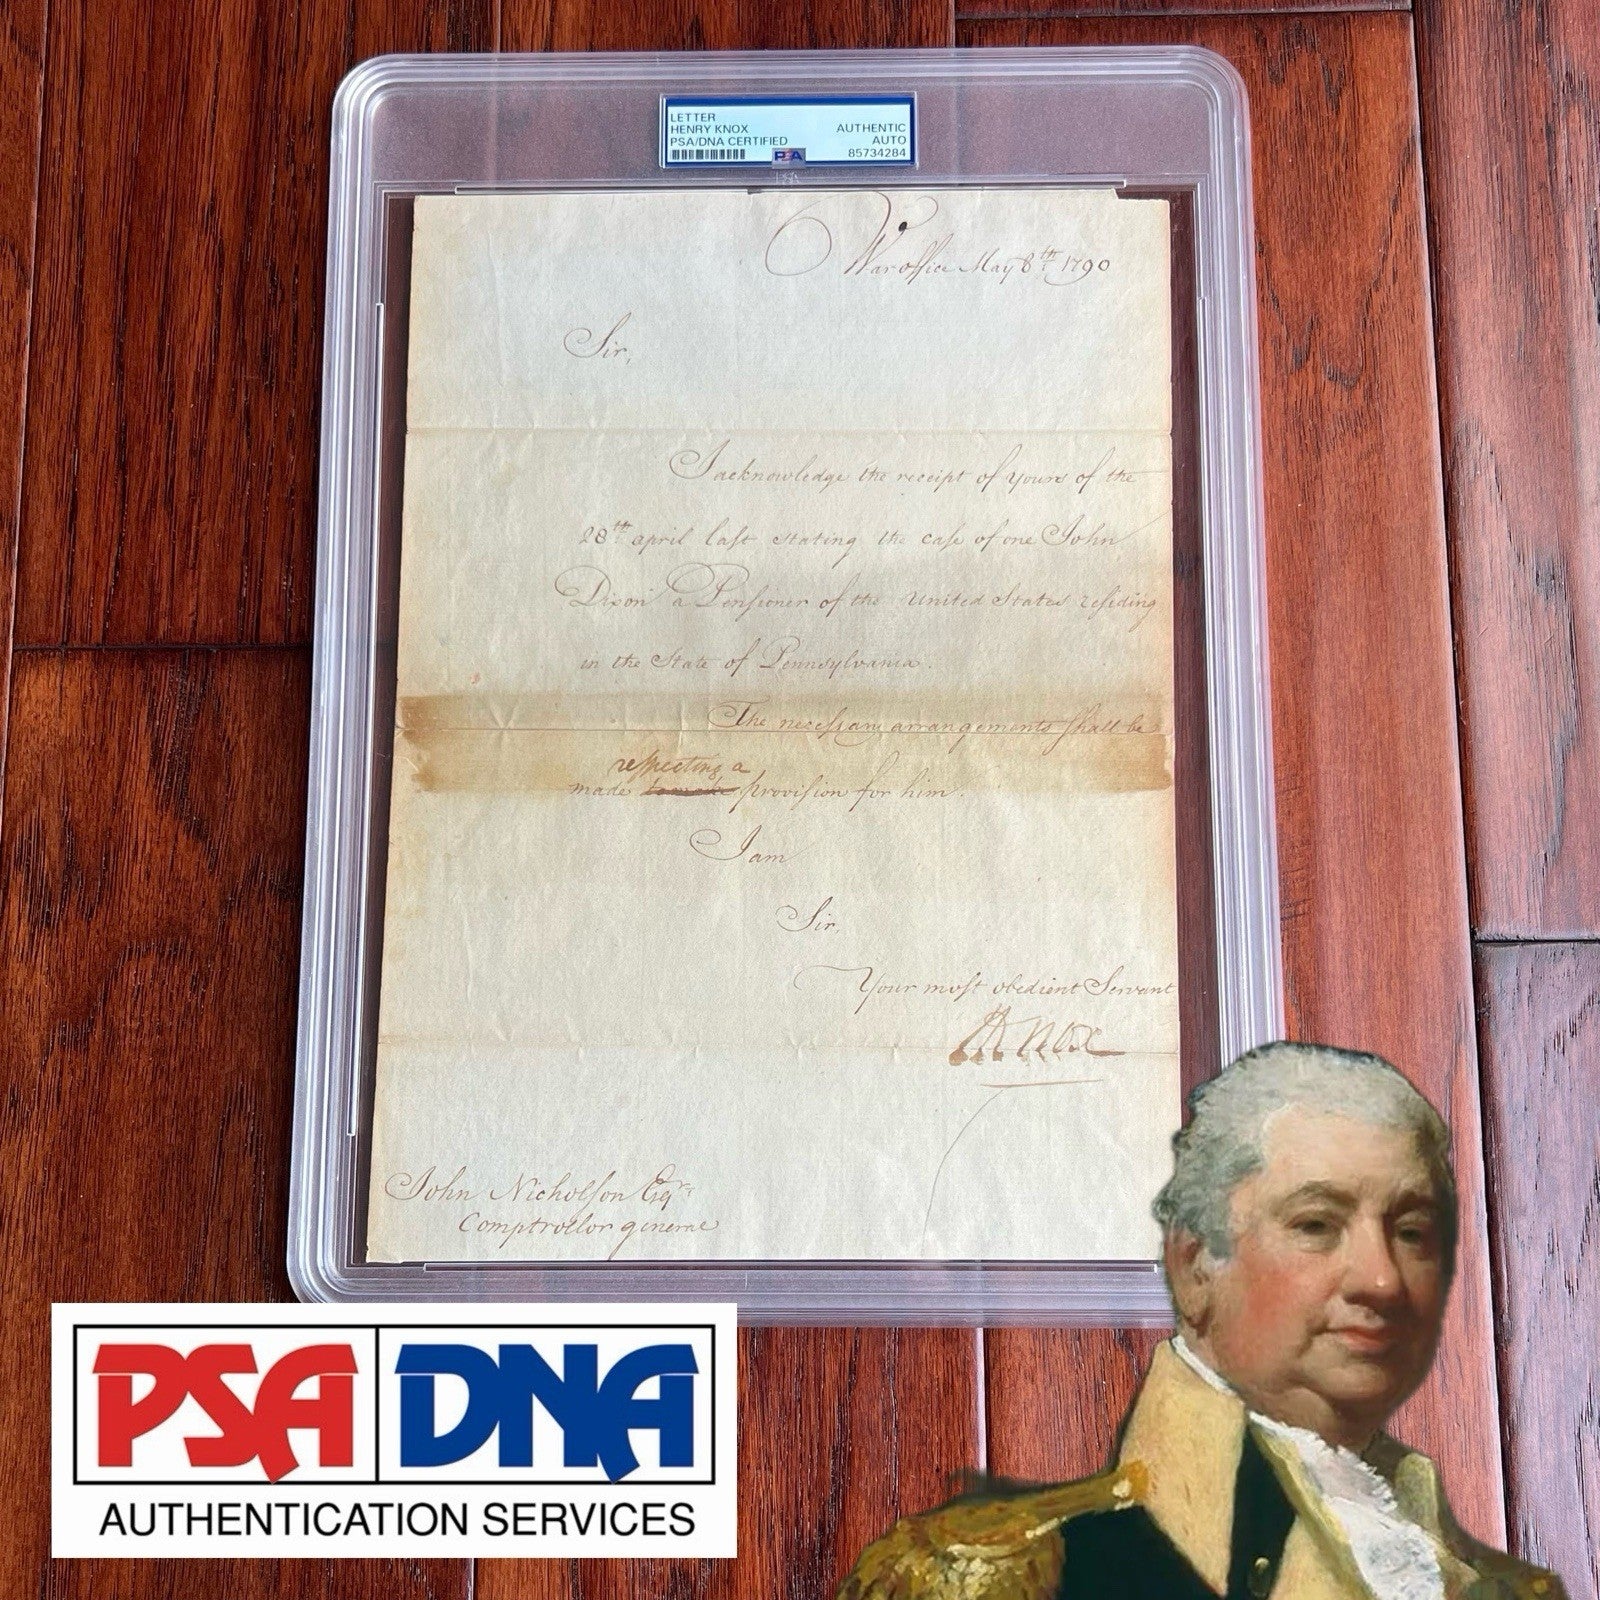 LETTER
HENRY KNOX AUTHENTIC
PSA/DNA CERTIFIED AUTO
PSA 85734284
War office May 8th 1790
Sir,
I acknowledge the receipt of yours of the
28th april last stating the case of one John
Dixon a Pensioner of the United States residing
in the State of Pennsylvania.
The necessary arrangements shall be
respecting a
made to make provision for him.
I am
Sir,
Your most obedient Servant
H Knox
John Nicholson Esqr.
Comptrollor general
PSA DNA
AUTHENTICATION SERVICES